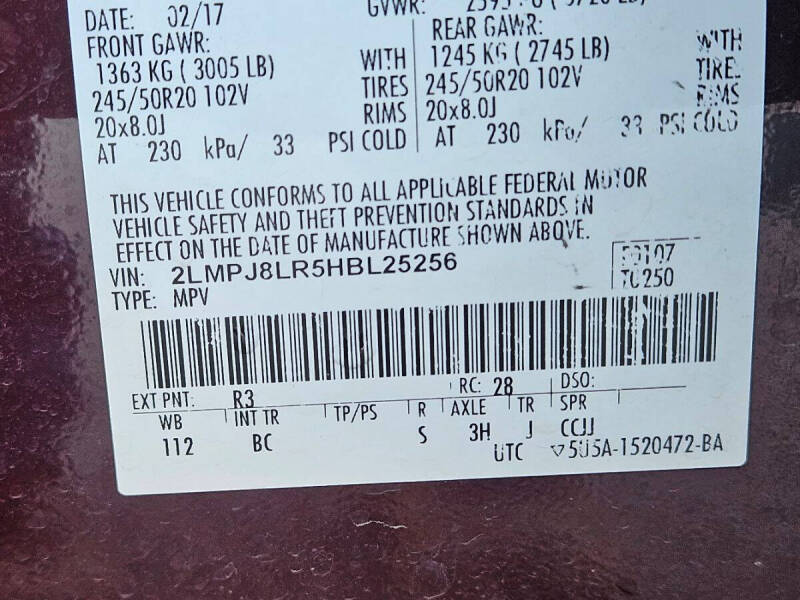 DATE: 02/17 GVWR:
FRONT GAWR: REAR GAWR:
1363 KG ( 3005 LB) WITH 1245 KG ( 2745 LB) WITH
245/50R20 102V TIRES 245/50R20 102V TIRES
20x8.0J RIMS 20x8.0J RIMS
AT 230 kPa/ 33 PSI COLD AT 230 kPa/ 33 PSI COLD
THIS VEHICLE CONFORMS TO ALL APPLICABLE FEDERAL MOTOR
VEHICLE SAFETY AND THEFT PREVENTION STANDARDS IN
EFFECT ON THE DATE OF MANUFACTURE SHOWN ABOVE.
VIN: 2LMPJ8LR5HBL25256
TYPE: MPV T0250
EXT PNT: R3 RC: 28 DSO:
WB INT TR TP/PS R AXLE TR SPR
112 BC S 3H J CCJJ
UTC ▽5U5A-1520472-BA